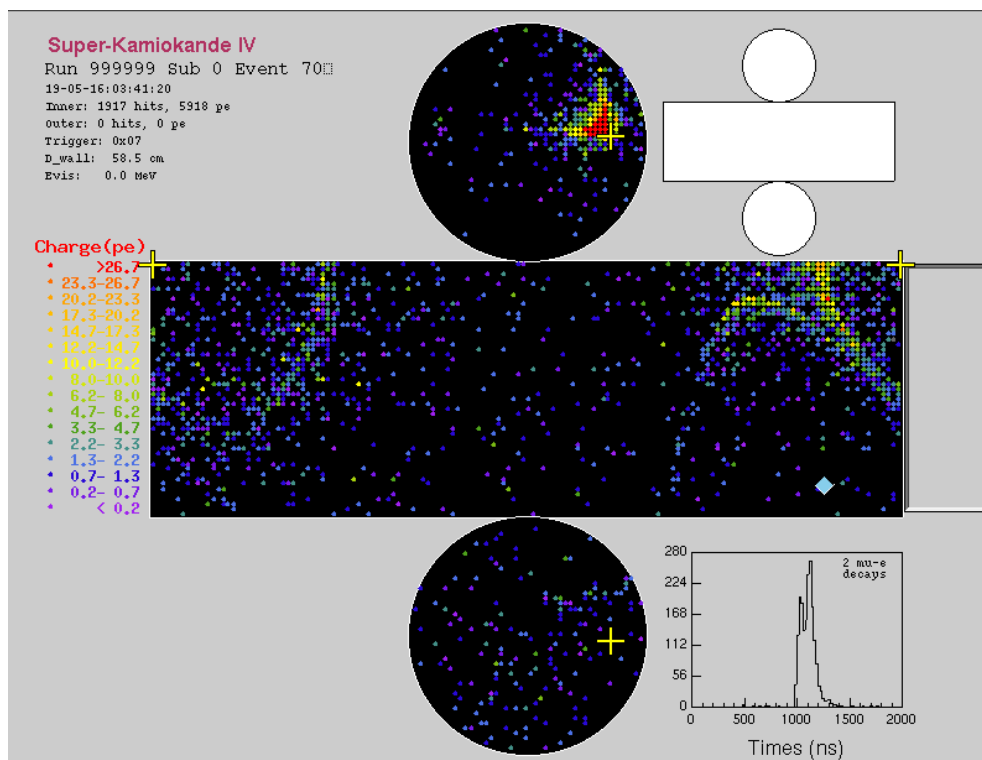 Super-Kamiokande IV
Run 999999 Sub 0 Event 70
19-05-16:03:41:20
Inner: 1917 hits, 5918 pe
outer: 0 hits, 0 pe
Trigger: 0x07
D_wall: 58.5 cm
Evis: 0.0 MeV
Charge(pe)
>26.7
23.3-26.7
20.2-23.3
17.3-20.2
14.7-17.3
12.2-14.7
10.0-12.2
8.0-10.0
6.2- 8.0
4.7- 6.2
3.3- 4.7
2.2- 3.3
1.3- 2.2
0.7- 1.3
0.2- 0.7
< 0.2
2 mu-e
decays
280
224
168
112
56
0
0 500 1000 1500 2000
Times (ns)